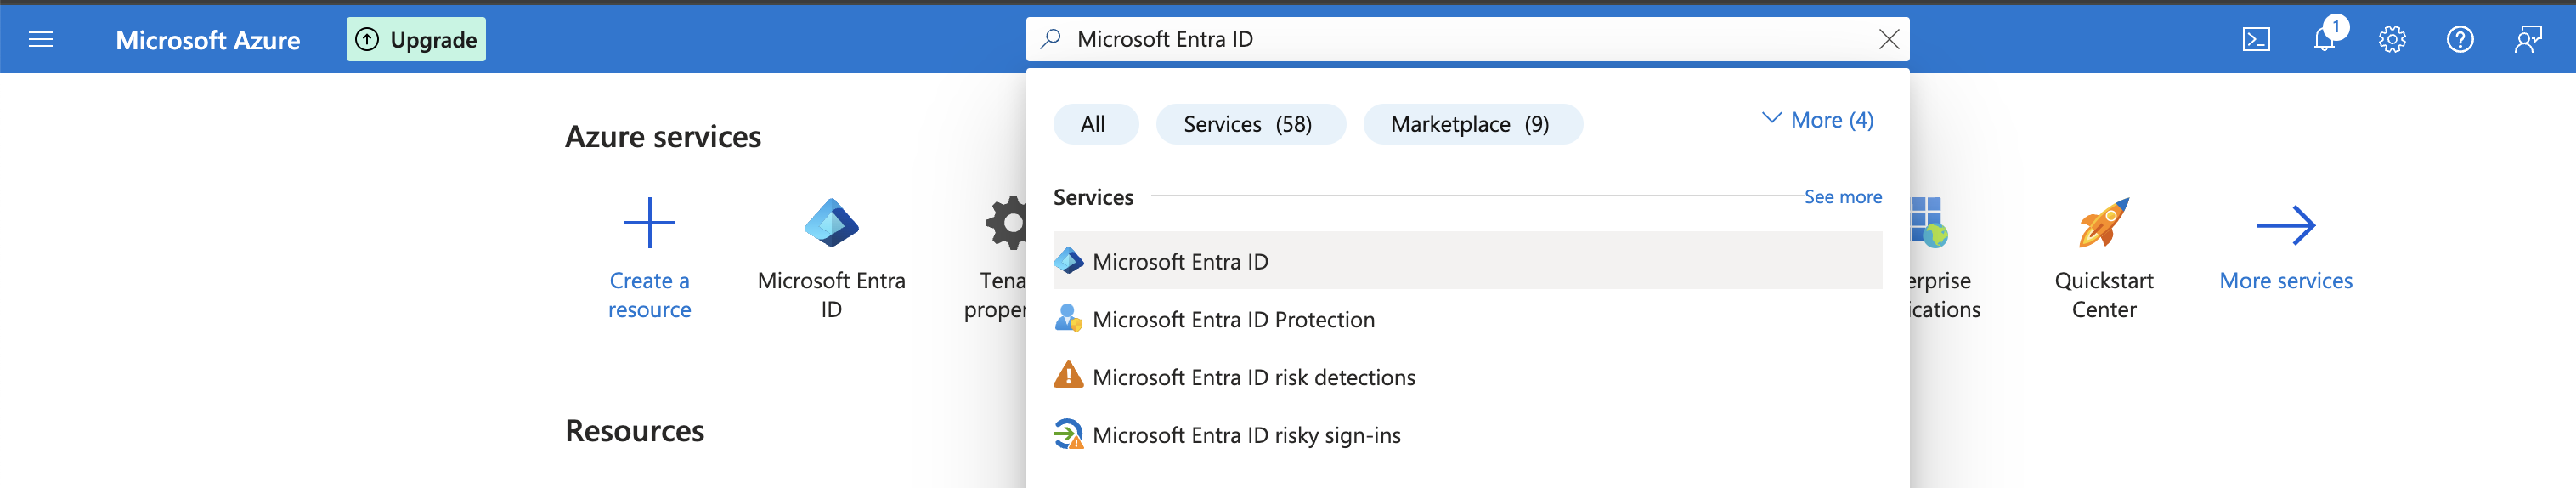 Microsoft Azure
Upgrade
Microsoft Entra ID
1
All
Services (58)
Marketplace (9)
More (4)
Services
See more
Microsoft Entra ID
Microsoft Entra ID Protection
Microsoft Entra ID risk detections
Microsoft Entra ID risky sign-ins
Azure services
Create a
resource
Microsoft Entra
ID
Tena
proper
erprise
ications
Quickstart
Center
More services
Resources